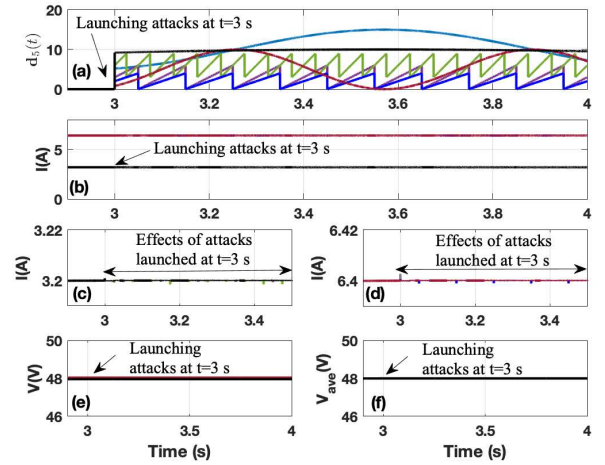 Launching attacks at t=3 s
d5(t)
20
10
0
(a)
3 3.2 3.4 3.6 3.8 4
I(A)
5
0
Launching attacks at t=3 s
(b)
3 3.2 3.4 3.6 3.8 4
3.22
3.2
I(A)
Effects of attacks
launched at t=3 s
(c)
3 3.2 3.4
6.42
6.4
I(A)
Effects of attacks
launched at t=3 s
(d)
3 3.2 3.4
50
48
46
V(V)
Launching
attacks at t=3 s
(e)
3 3.5 4
Time (s)
50
48
46
Vave(V)
Launching
attacks at t=3 s
(f)
3 3.5 4
Time (s)